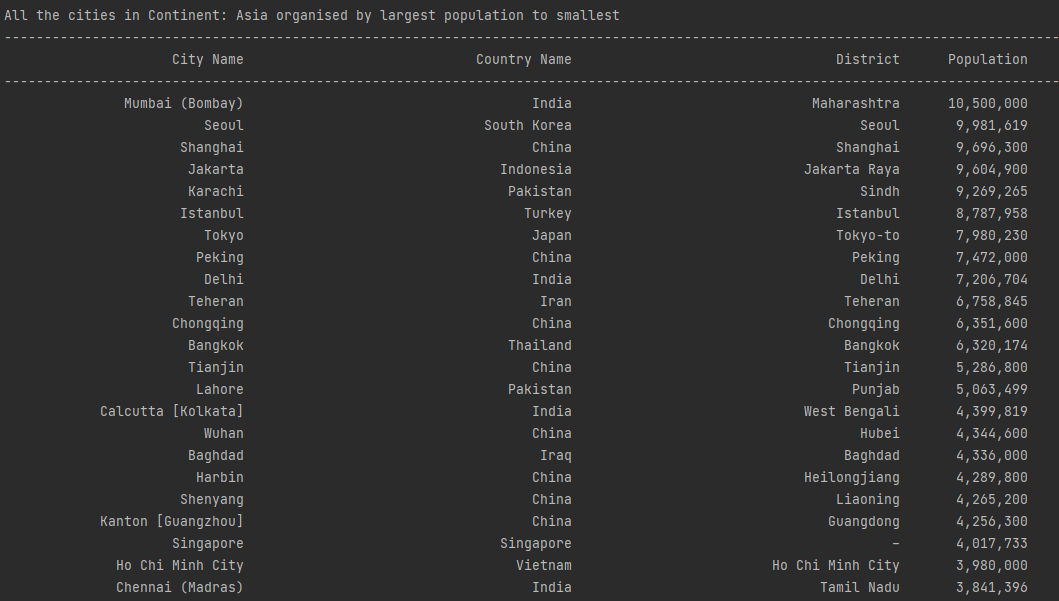 All the cities in Continent: Asia organised by largest population to smallest
------------------------------------------------------------------------------------------------------------------------------------
City Name Country Name District Population
------------------------------------------------------------------------------------------------------------------------------------
Mumbai (Bombay) India Maharashtra 10,500,000
Seoul South Korea Seoul 9,981,619
Shanghai China Shanghai 9,696,300
Jakarta Indonesia Jakarta Raya 9,604,900
Karachi Pakistan Sindh 9,269,265
Istanbul Turkey Istanbul 8,787,958
Tokyo Japan Tokyo-to 7,980,230
Peking China Peking 7,472,000
Delhi India Delhi 7,206,704
Teheran Iran Teheran 6,758,845
Chongqing China Chongqing 6,351,600
Bangkok Thailand Bangkok 6,320,174
Tianjin China Tianjin 5,286,800
Lahore Pakistan Punjab 5,063,499
Calcutta [Kolkata] India West Bengali 4,399,819
Wuhan China Hubei 4,344,600
Baghdad Iraq Baghdad 4,336,000
Harbin China Heilongjiang 4,289,800
Shenyang China Liaoning 4,265,200
Kanton [Guangzhou] China Guangdong 4,256,300
Singapore Singapore – 4,017,733
Ho Chi Minh City Vietnam Ho Chi Minh City 3,980,000
Chennai (Madras) India Tamil Nadu 3,841,396